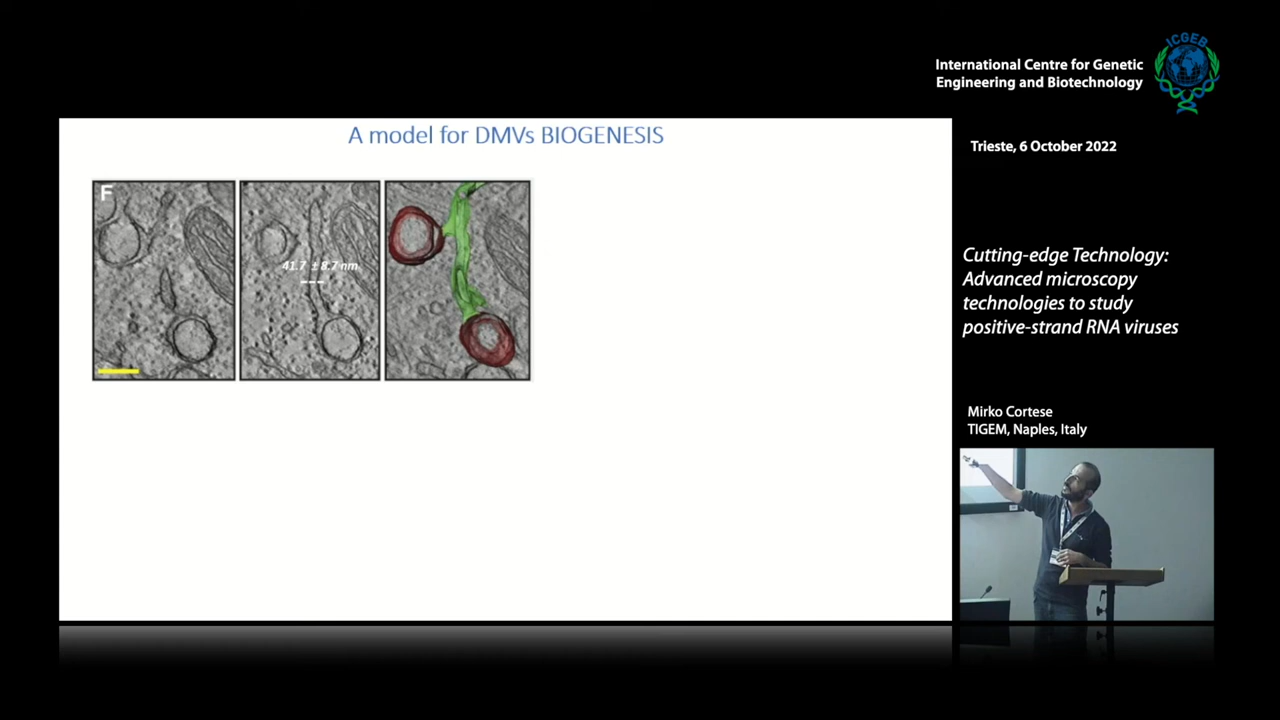 ICGEB
International Centre for Genetic
Engineering and Biotechnology
A model for DMVs BIOGENESIS
F
41.7 ± 8.7 nm
Trieste, 6 October 2022
Cutting-edge Technology:
Advanced microscopy
technologies to study
positive-strand RNA viruses
Mirko Cortese
TIGEM, Naples, Italy